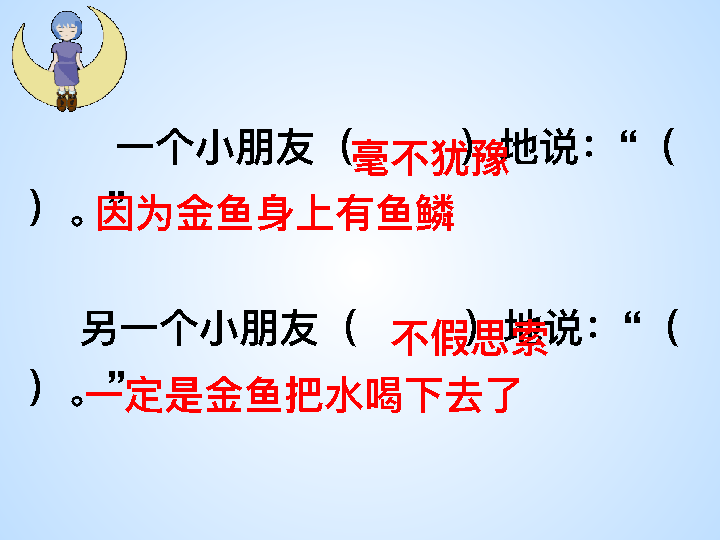 一个小朋友（毫不犹豫）地说：“（
）。”因为金鱼身上有鱼鳞
另一个小朋友（不假思索）地说：“（
）。”一定是金鱼把水喝下去了